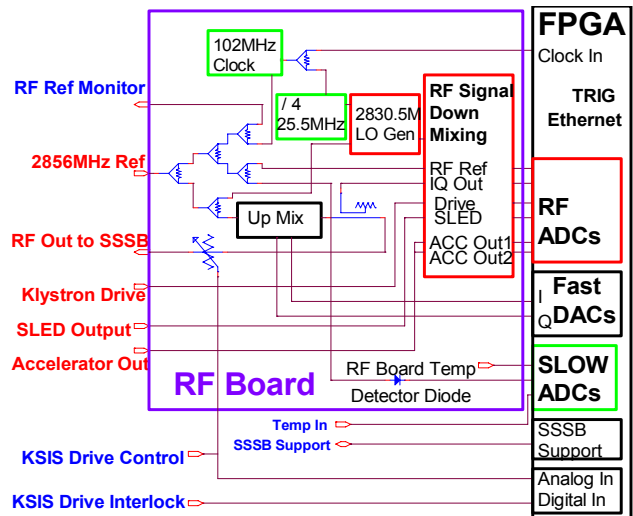 FPGA
Clock In
TRIG
Ethernet
102MHz
Clock
/ 4
25.5MHz
2830.5M
LO Gen
RF Signal
Down
Mixing
RF Ref
IQ Out
Drive
SLED
ACC Out1
ACC Out2
RF
ADCs
RF Ref Monitor
2856MHz Ref
Up Mix
RF Out to SSSB
Klystron Drive
SLED Output
Accelerator Out
I Fast
Q DACs
RF Board
RF Board Temp
Detector Diode
SLOW
ADCs
Temp In
SSSB Support
SSSB
Support
KSIS Drive Control
Analog In
KSIS Drive Interlock
Digital In